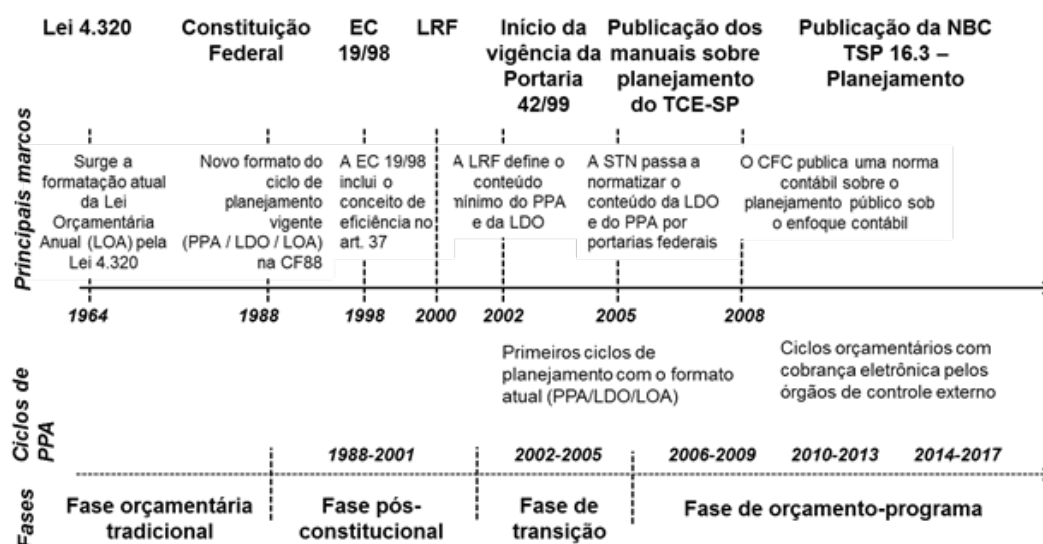 Lei 4.320
Constituição
Federal
EC
19/98
LRF
Início da
vigência da
Portaria
42/99
Publicação dos
manuais sobre
planejamento
do TCE-SP
Publicação da NBC
TSP 16.3 –
Planejamento
Principais marcos
Surge a
formatação atual
da Lei
Orçamentária
Anual (LOA) pela
Lei 4.320
Novo formato do
ciclo de
planejamento
vigente
(PPA / LDO / LOA)
na CF88
A EC 19/98
inclui o
conceito de
eficiência no
art. 37
A LRF define o
conteúdo
mínimo do PPA
e da LDO
A STN passa a
normatizar o
conteúdo da LDO
e do PPA por
portarias federais
O CFC publica uma norma
contábil sobre o
planejamento público sob
o enfoque contábil
1964
1988
1998
2000
2002
2005
2008
Ciclos de
PPA
Primeiros ciclos de
planejamento com o formato
atual (PPA/LDO/LOA)
Ciclos orçamentários com
cobrança eletrônica pelos
órgãos de controle externo
1988-2001
2002-2005
2006-2009
2010-2013
2014-2017
Fases
Fase orçamentária
tradicional
Fase pós-
constitucional
Fase de
transição
Fase de orçamento-programa